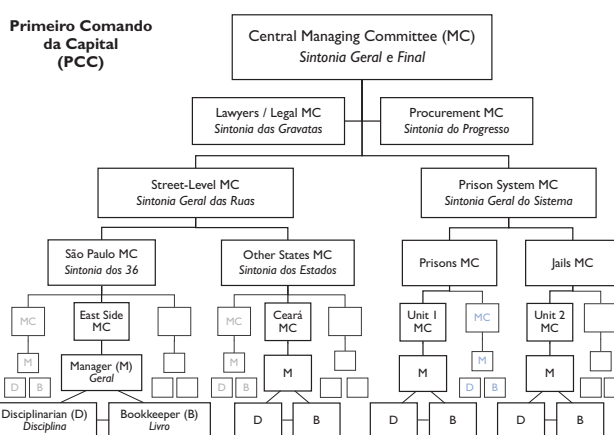 Primeiro Comando
da Capital
(PCC)
Central Managing Committee (MC)
Sintonia Geral e Final
Lawyers / Legal MC
Sintonia das Gravatas
Procurement MC
Sintonia do Progresso
Street-Level MC
Sintonia Geral das Ruas
Prison System MC
Sintonia Geral do Sistema
São Paulo MC
Sintonia dos 36
Other States MC
Sintonia dos Estados
Prisons MC
Jails MC
MC
East Side
MC
MC
Ceará
MC
Unit 1
MC
MC
Unit 2
MC
M
Manager (M)
Geral
M
M
M
M
M
D
B
D
B
D
B
Disciplinarian (D)
Disciplina
Bookkeeper (B)
Livro
D
B
D
B
D
B